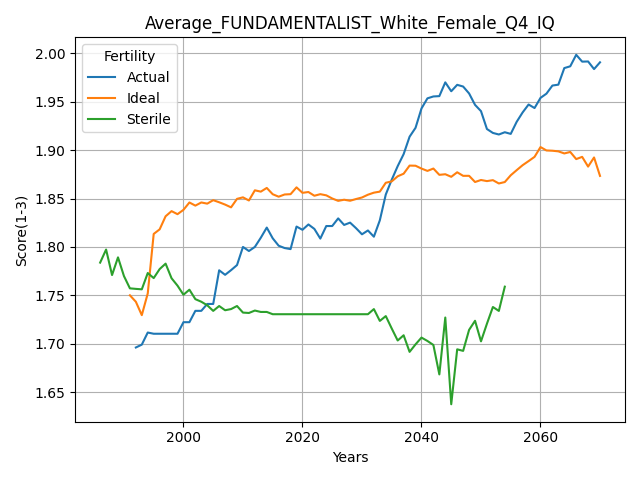 Average_FUNDAMENTALIST_White_Female_Q4_IQ
Fertility
Actual
Ideal
Sterile
Score(1-3)
2.00
1.95
1.90
1.85
1.80
1.75
1.70
1.65
2000 2020 2040 2060
Years